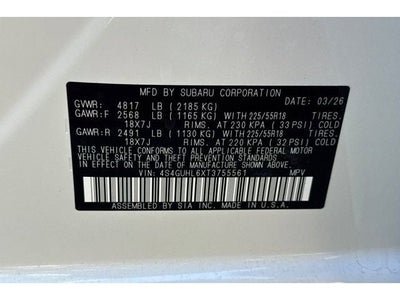 MFD BY SUBARU CORPORATION DATE: 03/26
GVWR: 4817 LB ( 2185 KG)
GAWR:F 2568 LB ( 1165 KG) WITH 225/55R18 TIRES.
18X7J RIMS. AT 230 KPA ( 33 PSI) COLD.
GAWR:R 2491 LB ( 1130 KG) WITH 225/55R18 TIRES.
18X7J RIMS. AT 220 KPA ( 32 PSI) COLD.
THIS VEHICLE CONFORMS TO ALL APPLICABLE FEDERAL MOTOR
VEHICLE SAFETY, BUMPER, AND THEFT PREVENTION STANDARDS
IN EFFECT ON THE DATE OF MANUFACTURE SHOWN ABOVE.
VIN: 4S4GUHL6XT3755561 MPV
ASSEMBLED BY SIA INC. MADE IN U.S.A.